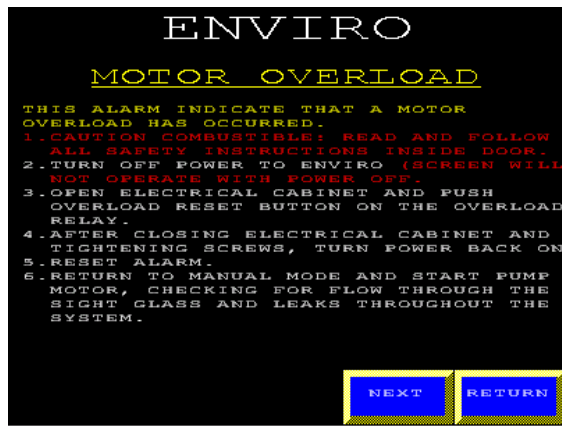 ENVIRO
MOTOR OVERLOAD
THIS ALARM INDICATE THAT A MOTOR
OVERLOAD HAS OCCURRED.
1.CAUTION COMBUSTIBLE: READ AND FOLLOW
ALL SAFETY INSTRUCTIONS INSIDE DOOR.
2.TURN OFF POWER TO ENVIRO (SCREEN WILL
NOT OPERATE WITH POWER OFF.
3.OPEN ELECTRICAL CABINET AND PUSH
OVERLOAD RESET BUTTON ON THE OVERLOAD
RELAY.
4.AFTER CLOSING ELECTRICAL CABINET AND
TIGHTENING SCREWS, TURN POWER BACK ON
5.RESET ALARM.
6.RETURN TO MANUAL MODE AND START PUMP
MOTOR, CHECKING FOR FLOW THROUGH THE
SIGHT GLASS AND LEAKS THROUGHOUT THE
SYSTEM.
NEXT RETURN